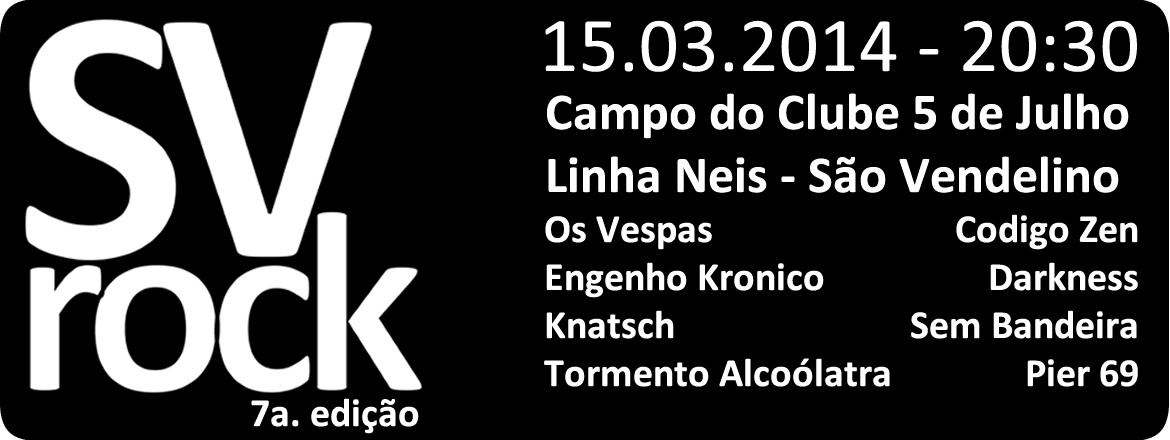 SV
rock
7a. edição
15.03.2014 - 20:30
Campo do Clube 5 de Julho
Linha Neis - São Vendelino
Os Vespas Codigo Zen
Engenho Kronico Darkness
Knatsch Sem Bandeira
Tormento Alcoólatra Pier 69